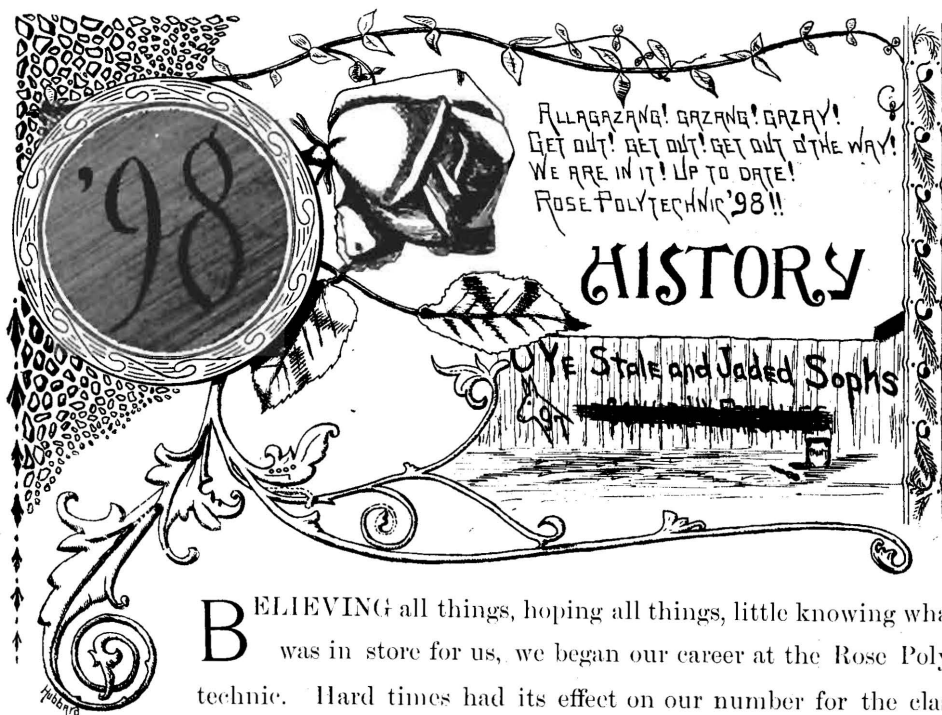 '98
ALLAGAZANG! GAZANG! GAZAY!
GET OUT! GET OUT! GET OUT O'THE WAY!
WE ARE IN IT! UP TO DATE!
ROSE POLYTECHNIC '98!!
HISTORY
O YE Stale and Jaded Sophs
97
PAINT
BELIEVING all things, hoping all things, little knowing wha
was in store for us, we began our career at the Rose Poly
technic. Hard times had its effect on our number for the cla
Hubbard